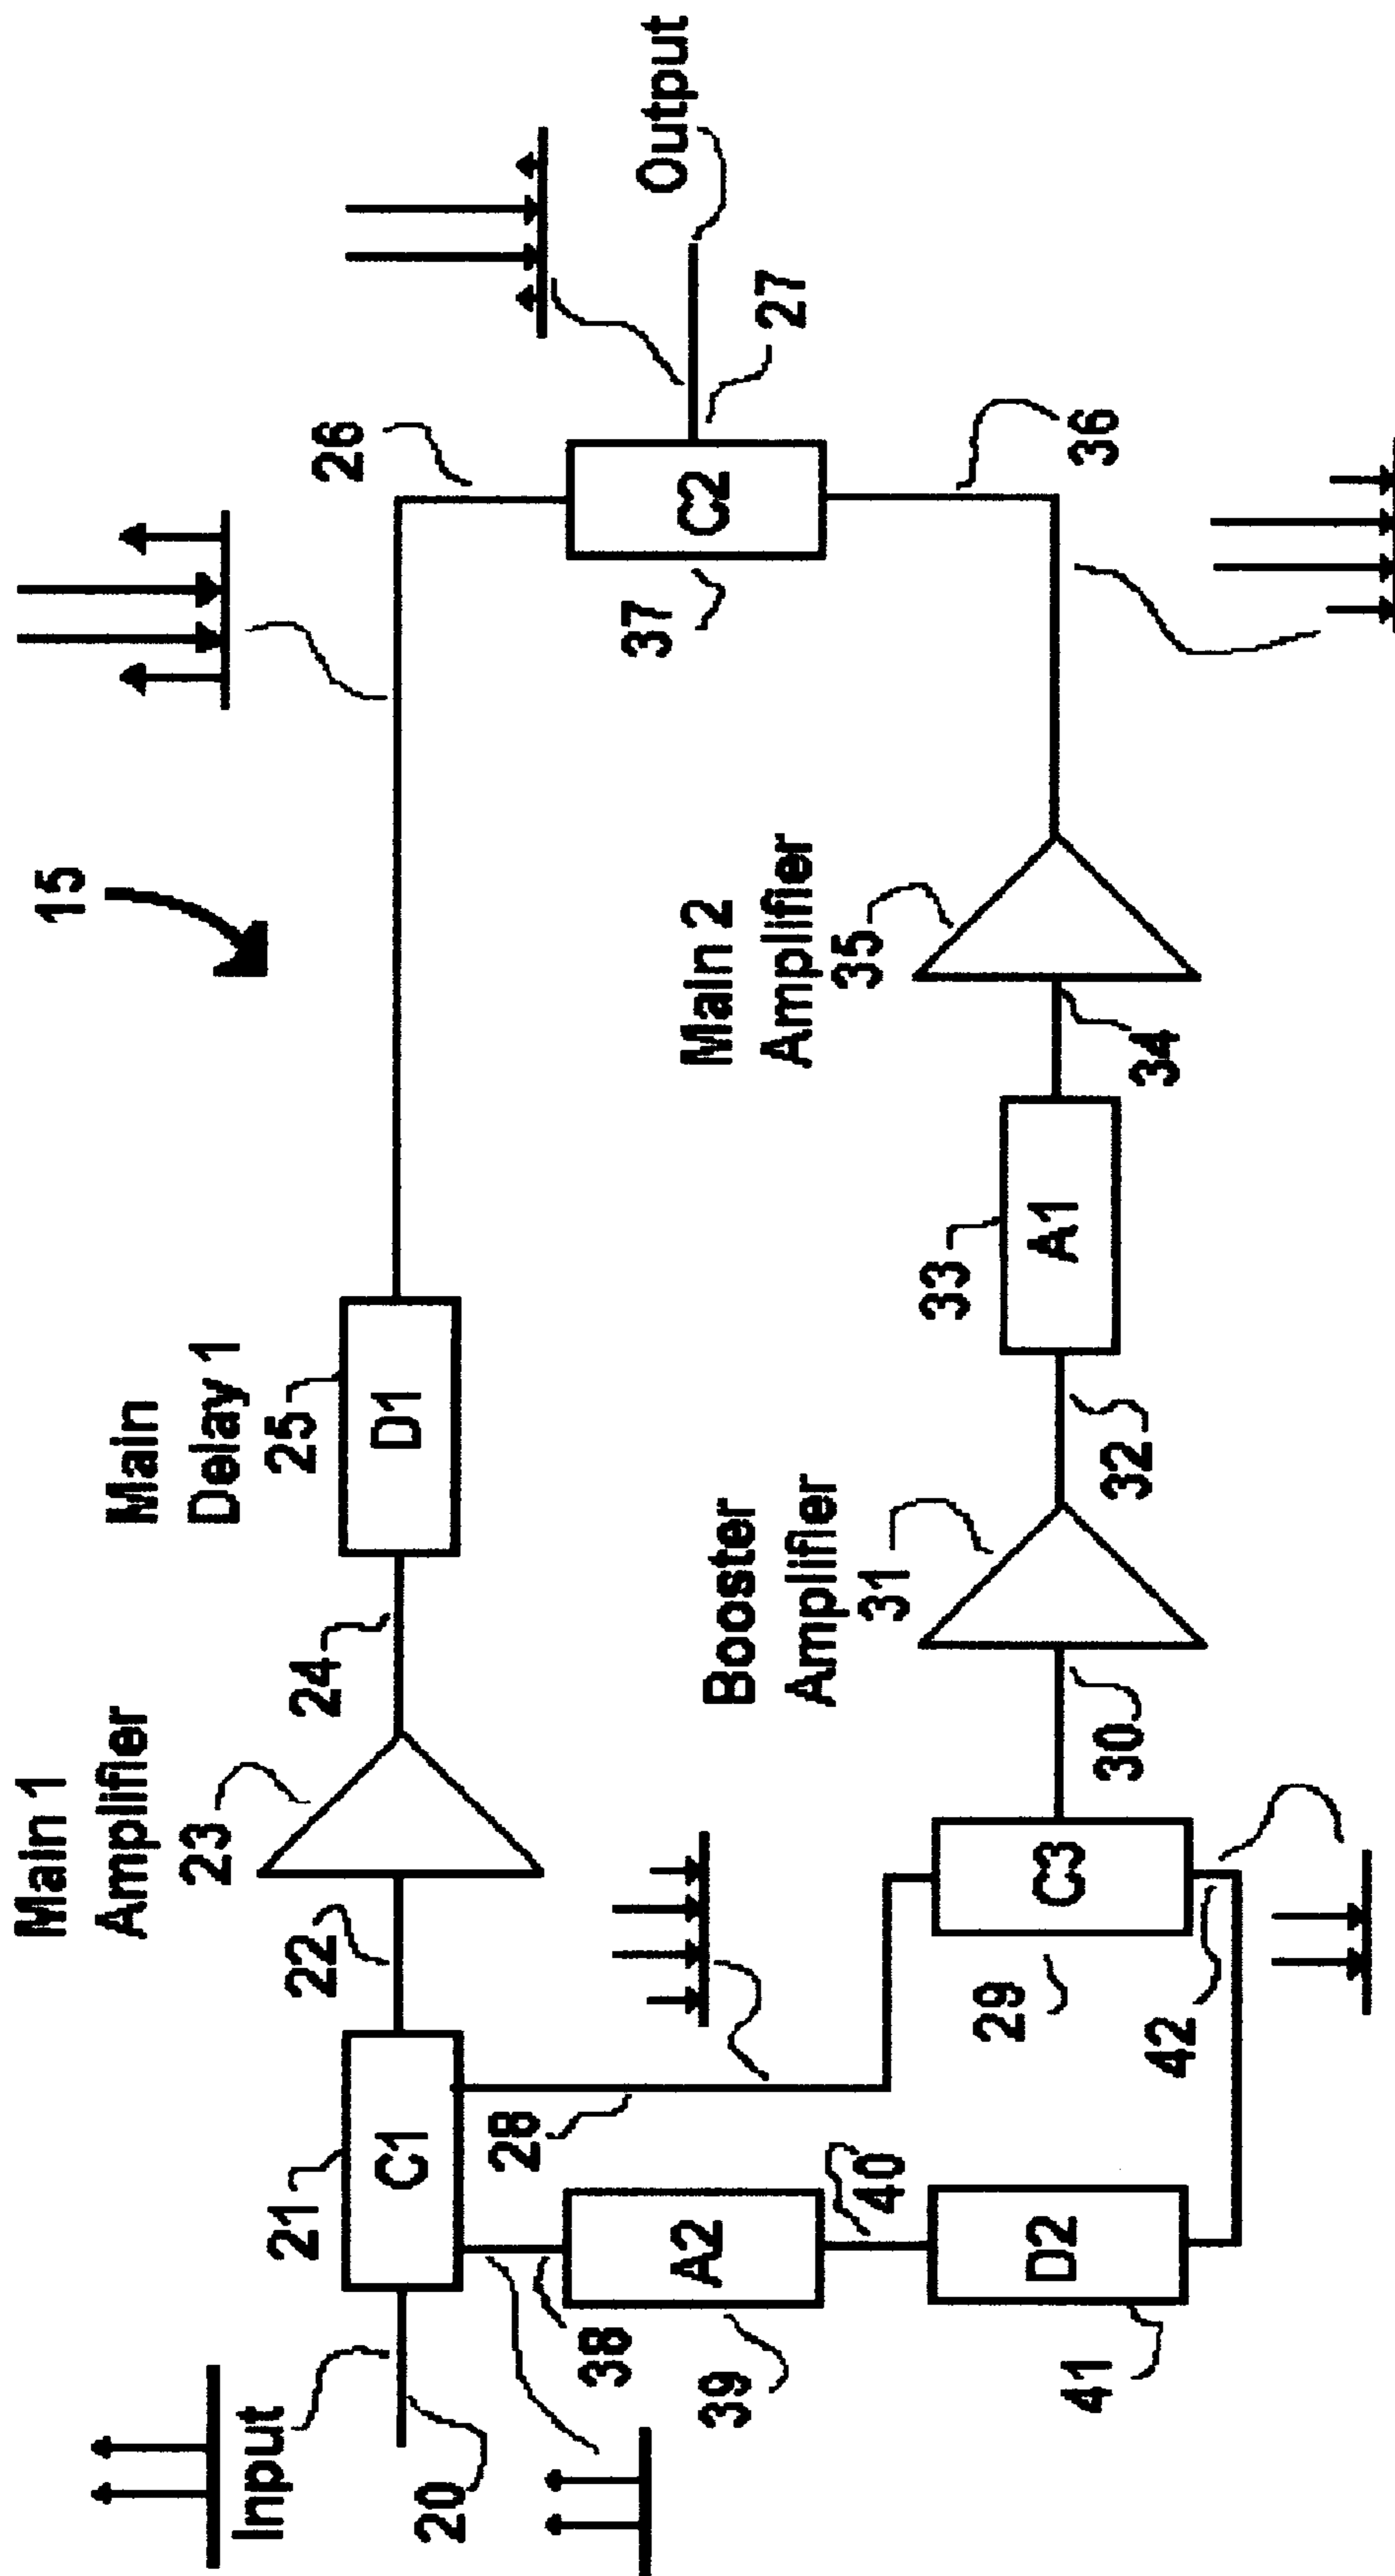 15
Main 1
Amplifier
23
Main
Delay 1
25
D1
26
Output
27
C2
37
36
Input
20
21
C1
22
24
28
38
A2
39
40
D2
41
42
C3
29
30
Booster
Amplifier
31
32
33
A1
34
Main 2
Amplifier
35